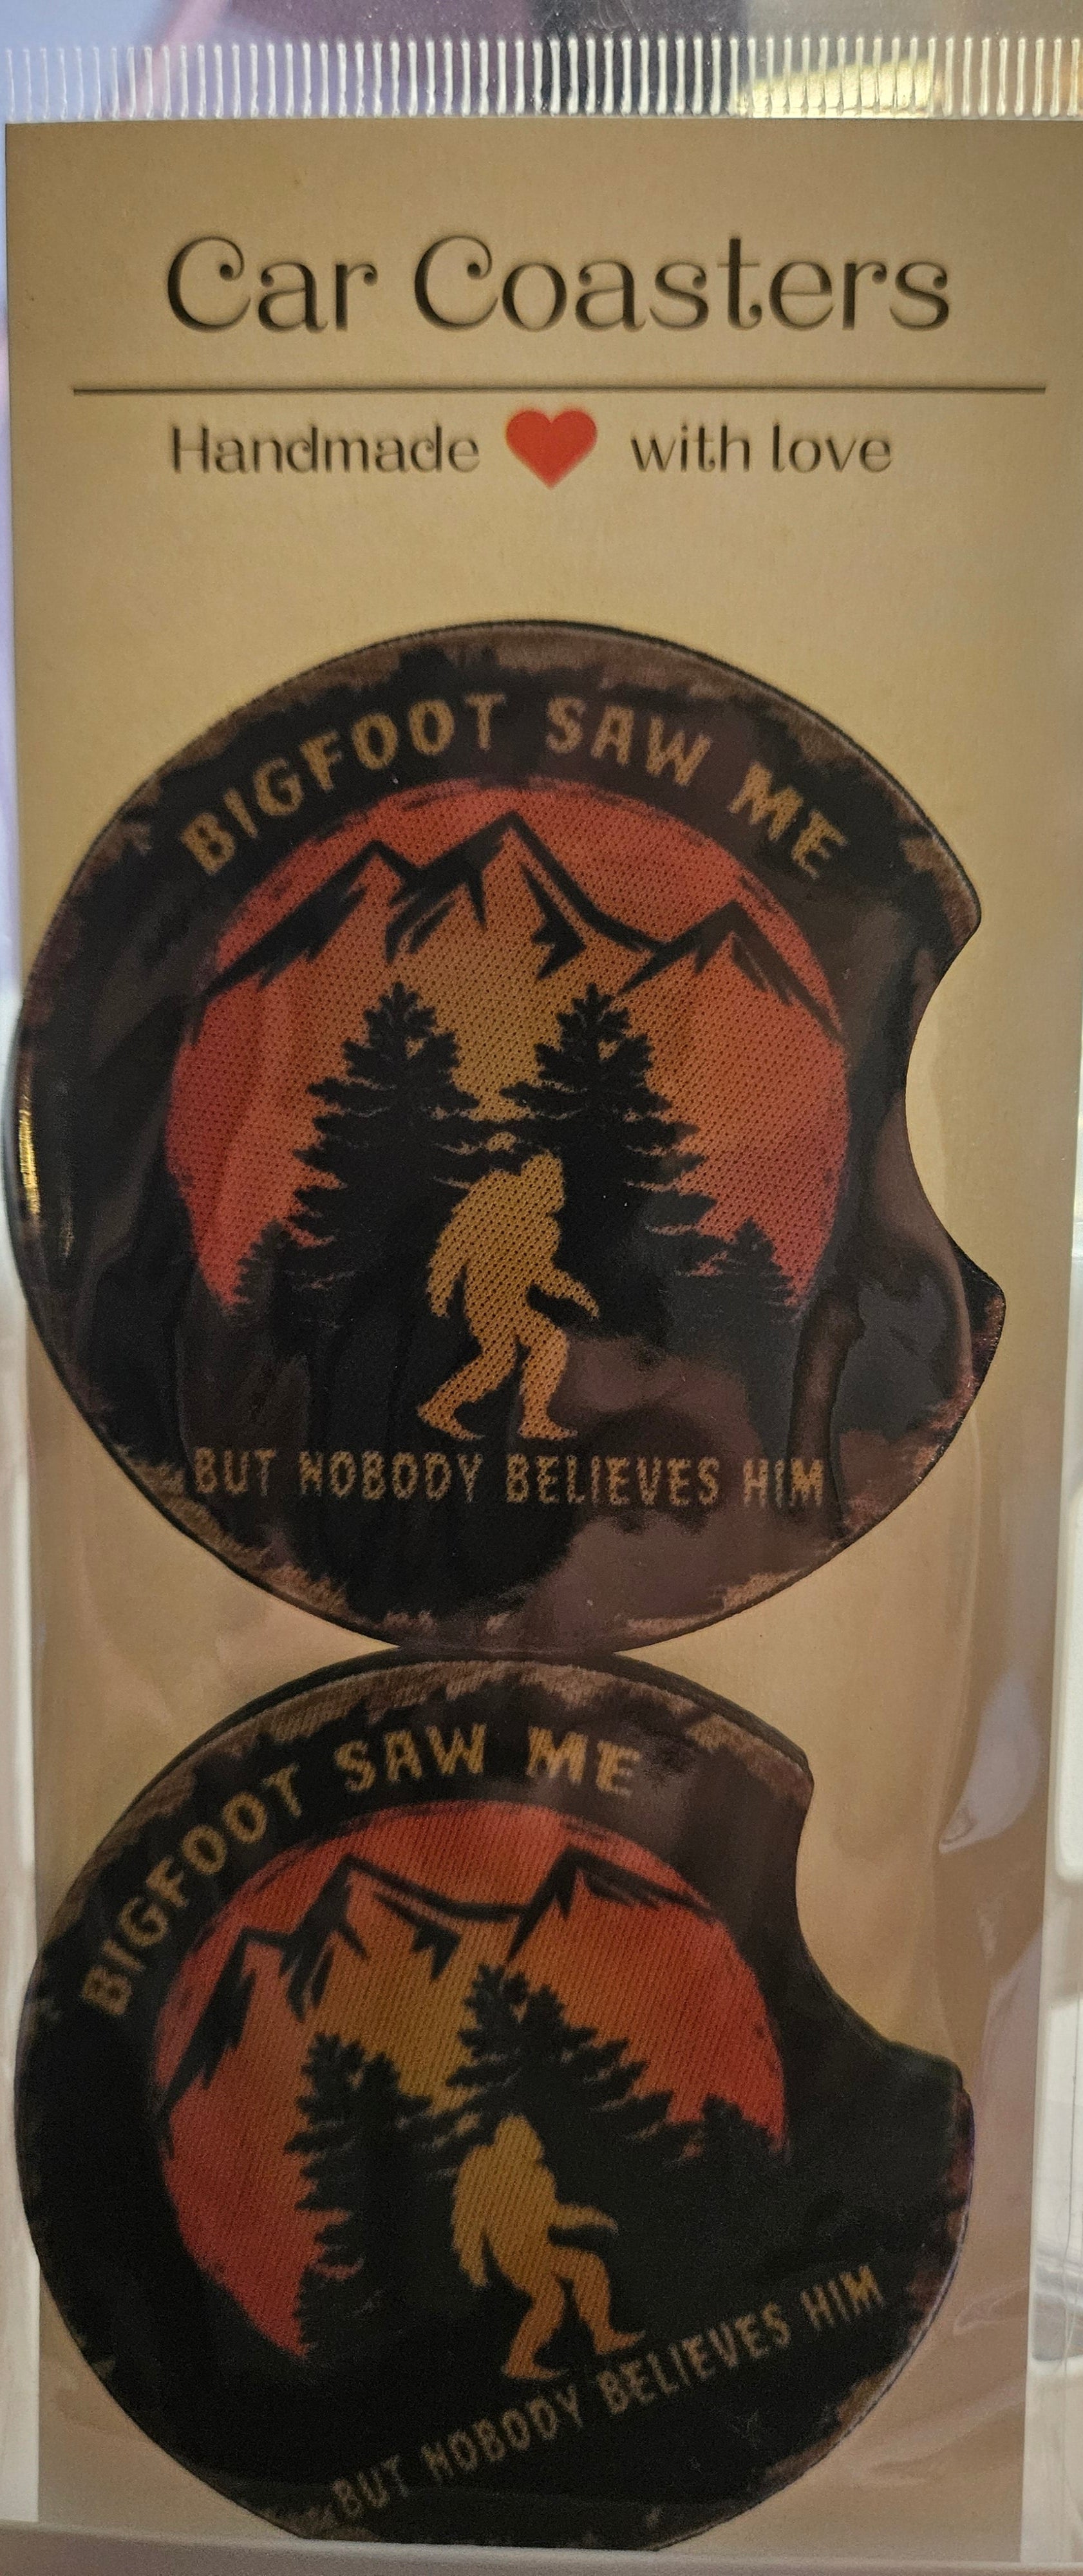 Car Coasters
Handmade with love
BIGFOOT SAW ME
BUT NOBODY BELIEVES HIM
BIGFOOT SAW ME
BUT NOBODY BELIEVES HIM